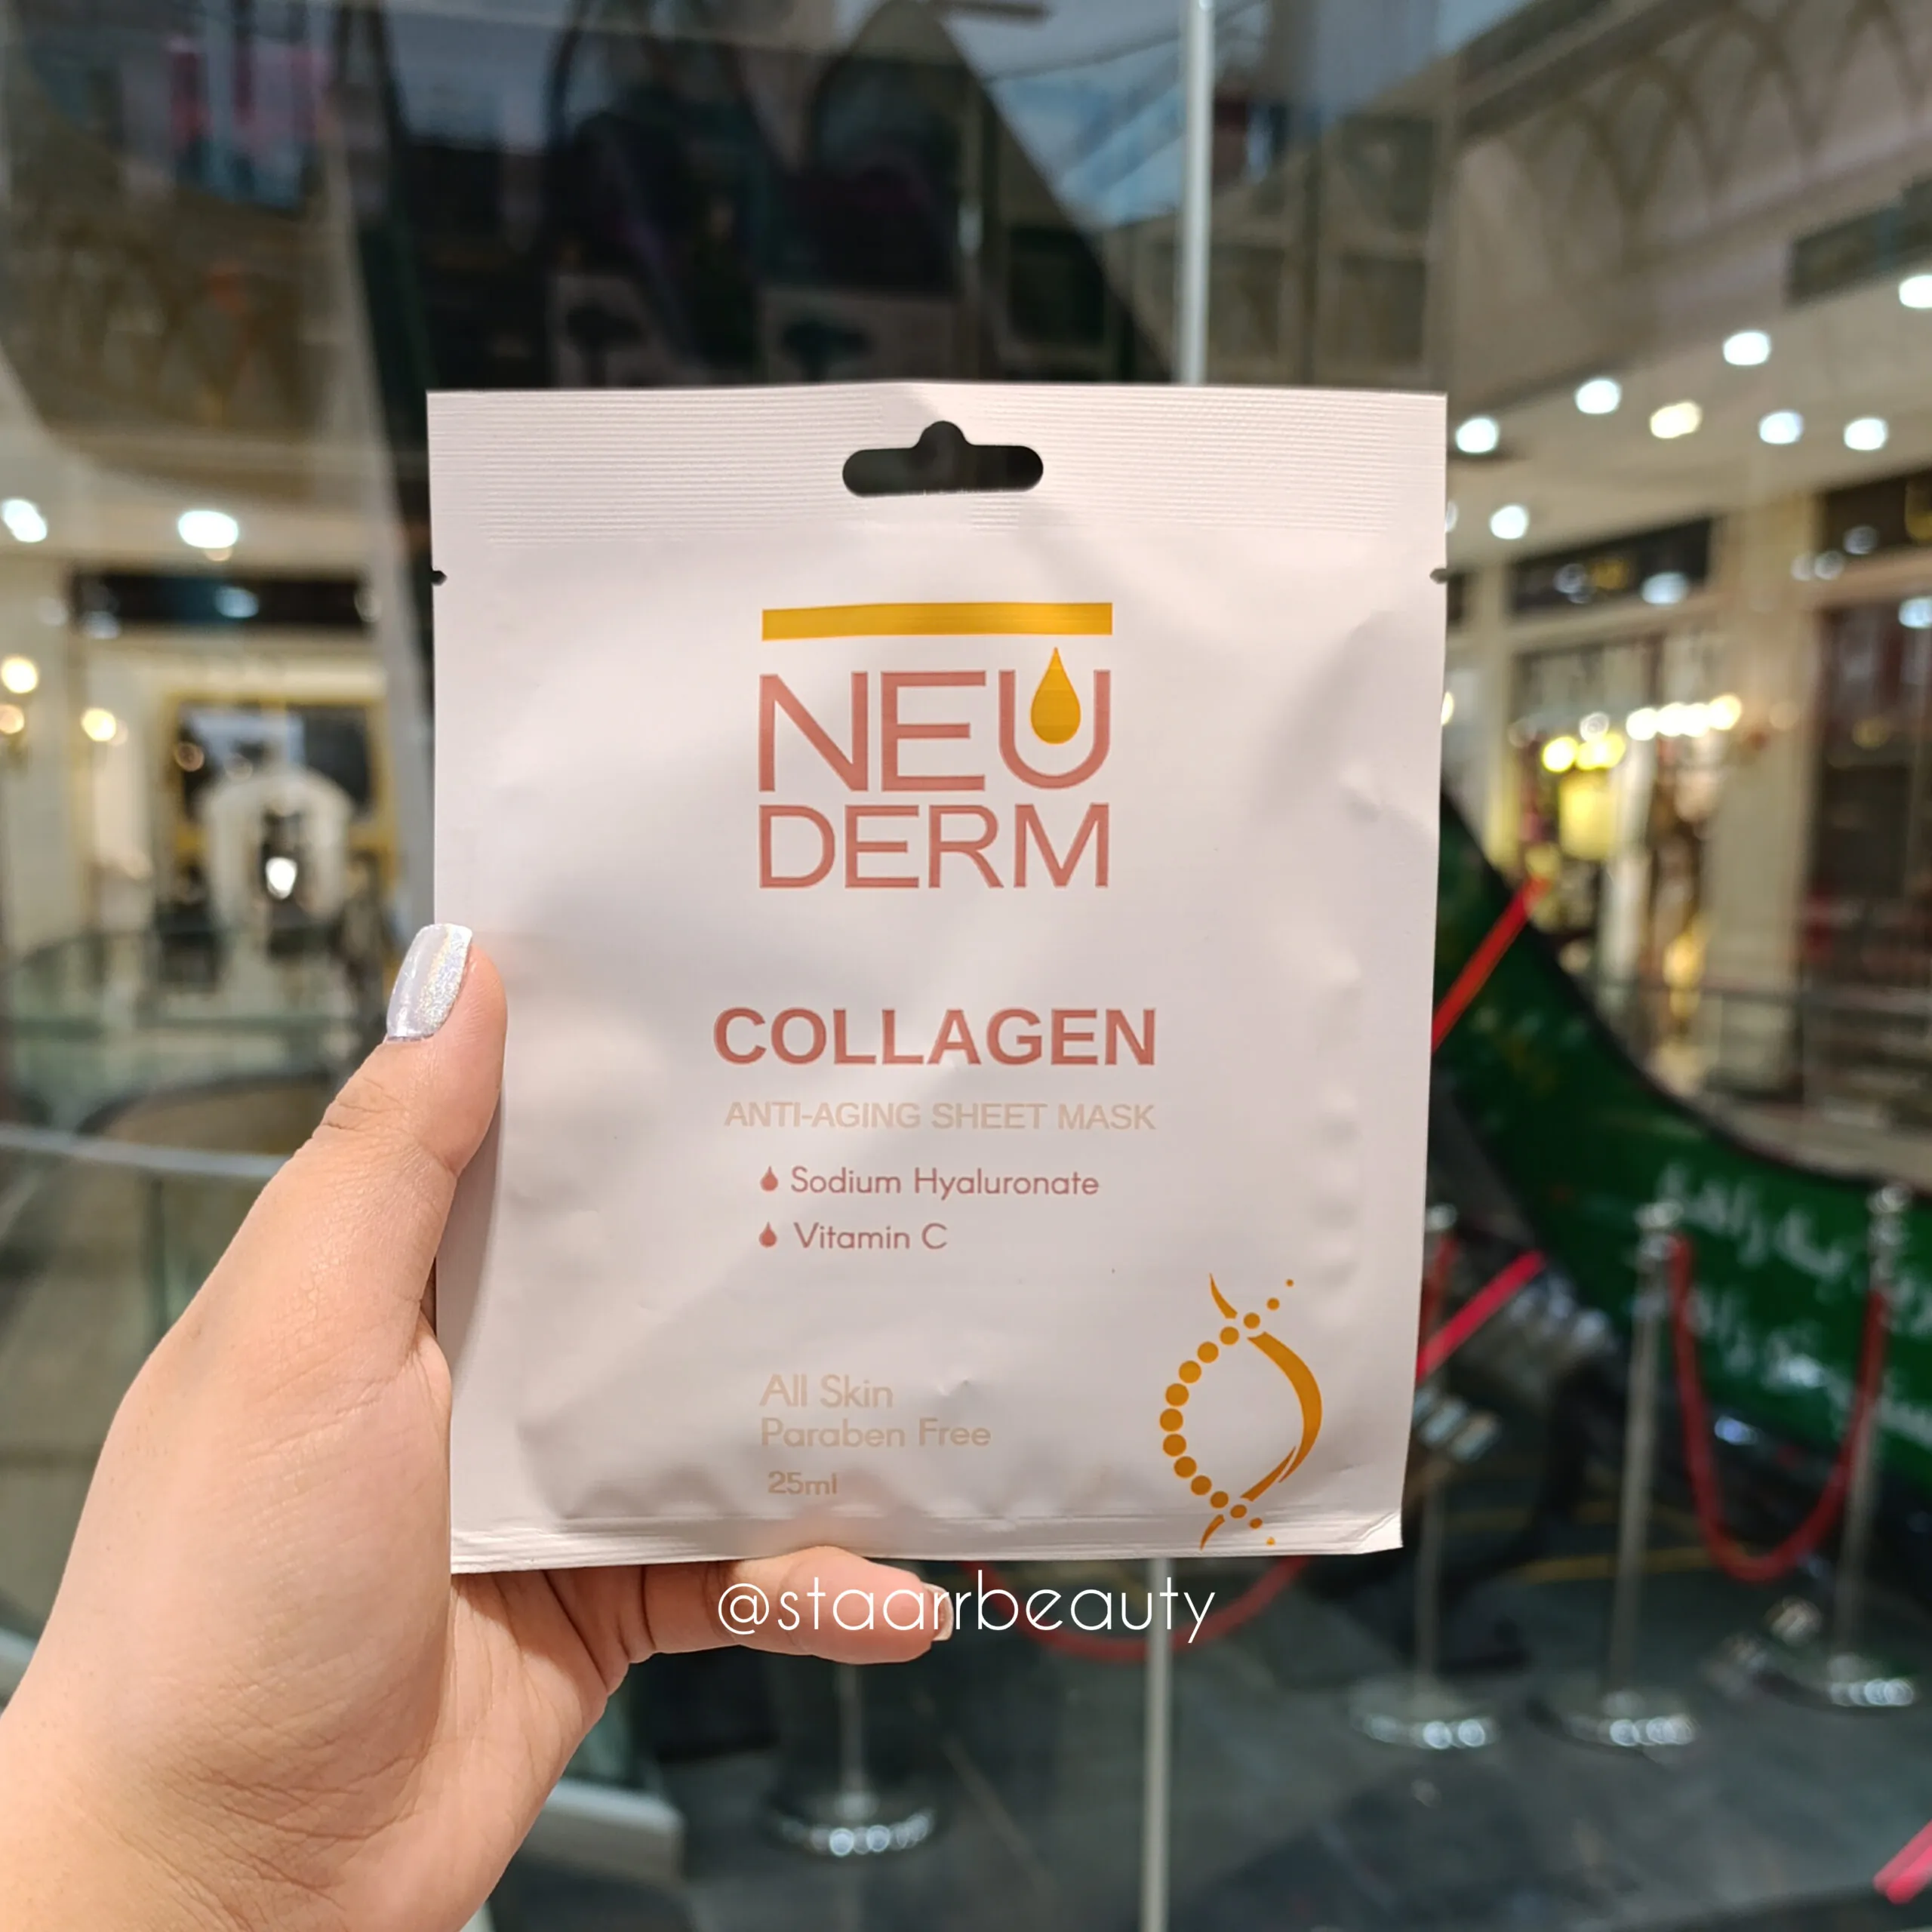 NEU
DERM
COLLAGEN
ANTI-AGING SHEET MASK
Sodium Hyaluronate
Vitamin C
All Skin
Paraben Free
25ml
@staarrbeauty